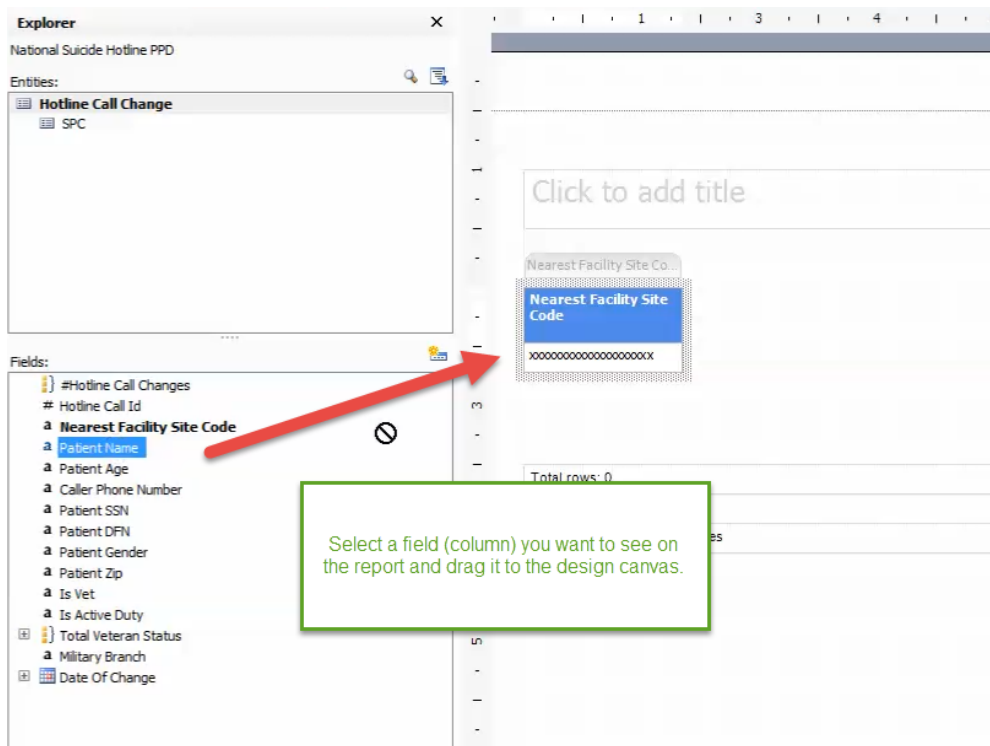 Explorer
National Suicide Hotline PPD
Entities:
Hotline Call Change
SPC
Fields:
#Hotline Call Changes
# Hotline Call Id
a Nearest Facility Site Code
a Patient Name
a Patient Age
a Caller Phone Number
a Patient SSN
a Patient DFN
a Patient Gender
a Patient Zip
a Is Vet
a Is Active Duty
Total Veteran Status
a Military Branch
Date Of Change
1 3 4
1
3
5
Click to add title
Nearest Facility Site Co...
Nearest Facility Site
Code
Total rows: 0
es
Select a field (column) you want to see on
the report and drag it to the design canvas.